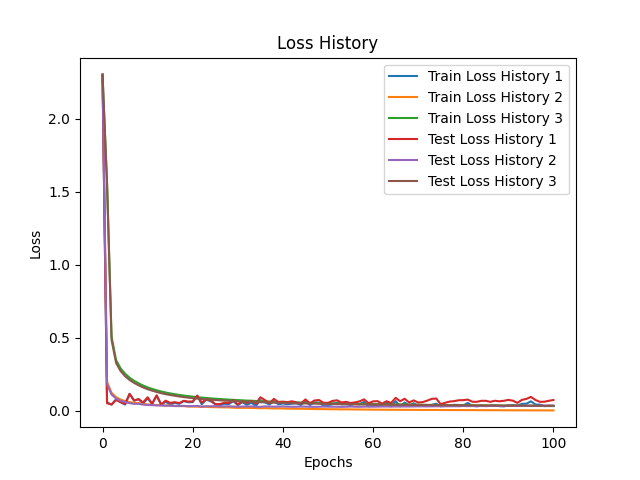 Loss History
Train Loss History 1
Train Loss History 2
Train Loss History 3
Test Loss History 1
Test Loss History 2
Test Loss History 3
2.0
1.5
1.0
0.5
0.0
Loss
0 20 40 60 80 100
Epochs